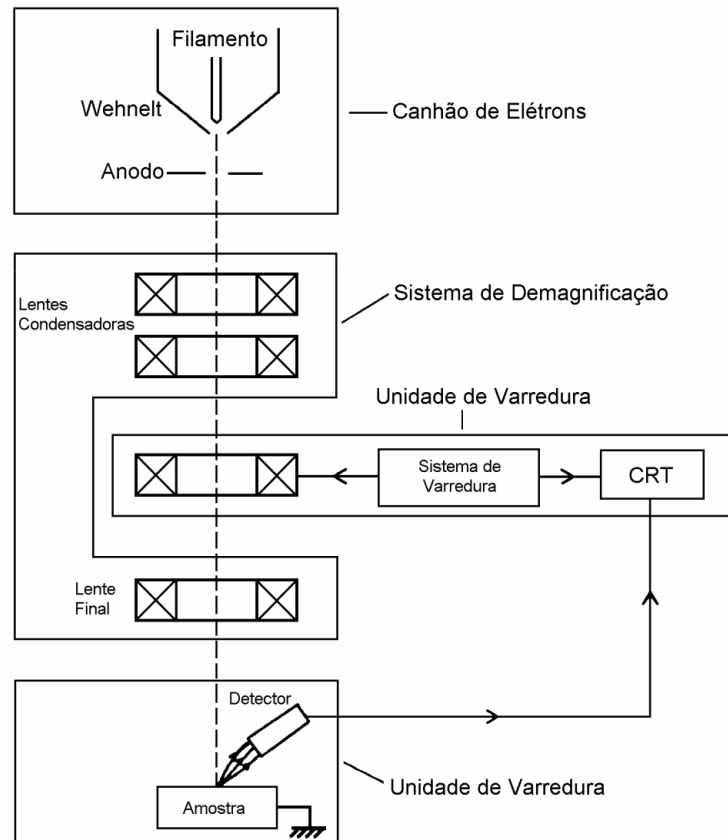 Filamento
Wehnelt
Canhão de Elétrons
Anodo
Lentes
Condensadoras
Sistema de Demagnificação
Unidade de Varredura
Sistema de
Varredura
CRT
Lente
Final
Detector
Unidade de Varredura
Amostra